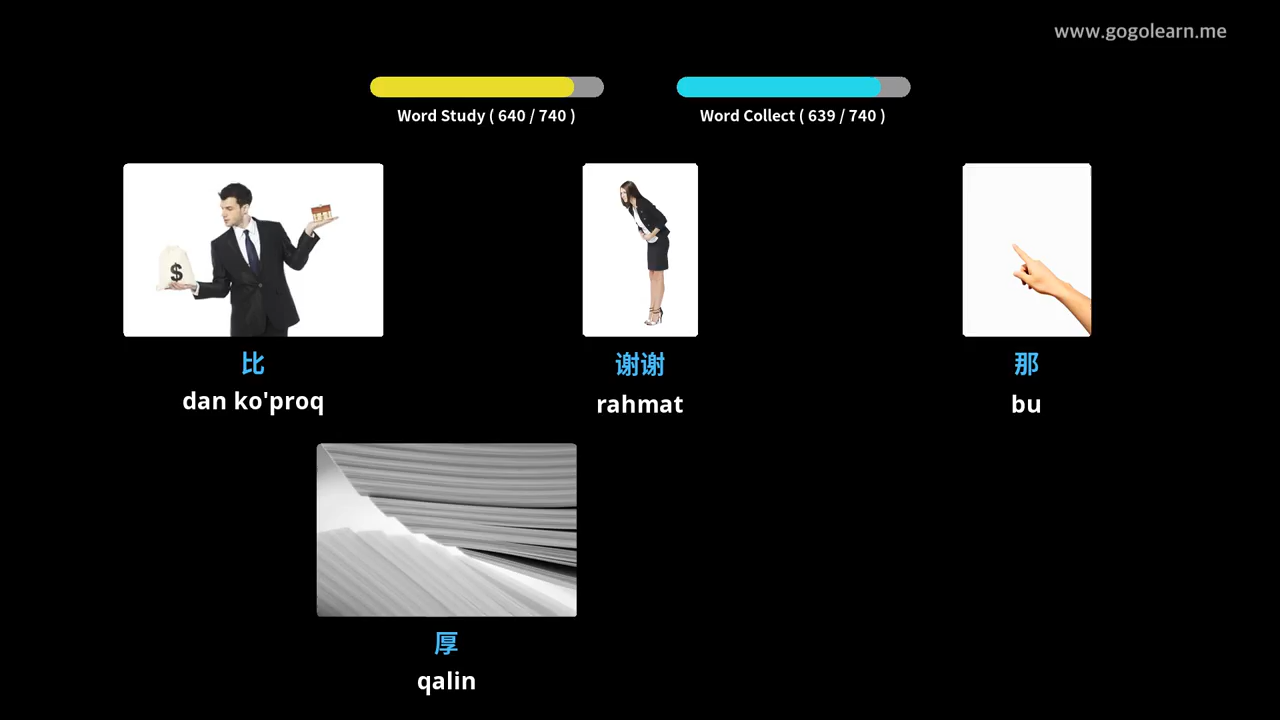 www.gogolearn.me
Word Study ( 640 / 740 )
Word Collect ( 639 / 740 )
$
比
dan ko'proq
谢谢
rahmat
那
bu
厚
qalin